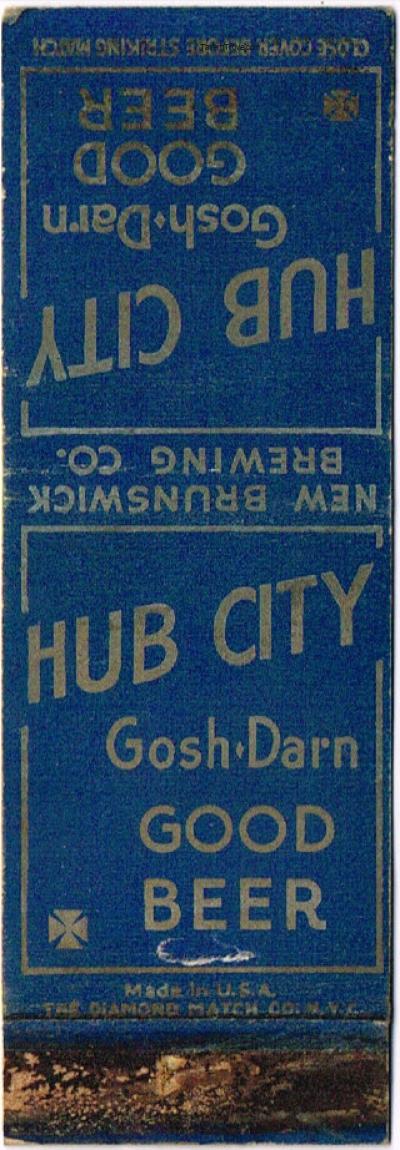 CLOSE COVER BEFORE STRIKING MATCH
HUB CITY
Gosh·Darn
GOOD
BEER
NEW BRUNSWICK
BREWING CO.
HUB CITY
Gosh·Darn
GOOD
BEER
Made in U.S.A.
THE DIAMOND MATCH CO. N.Y.C.